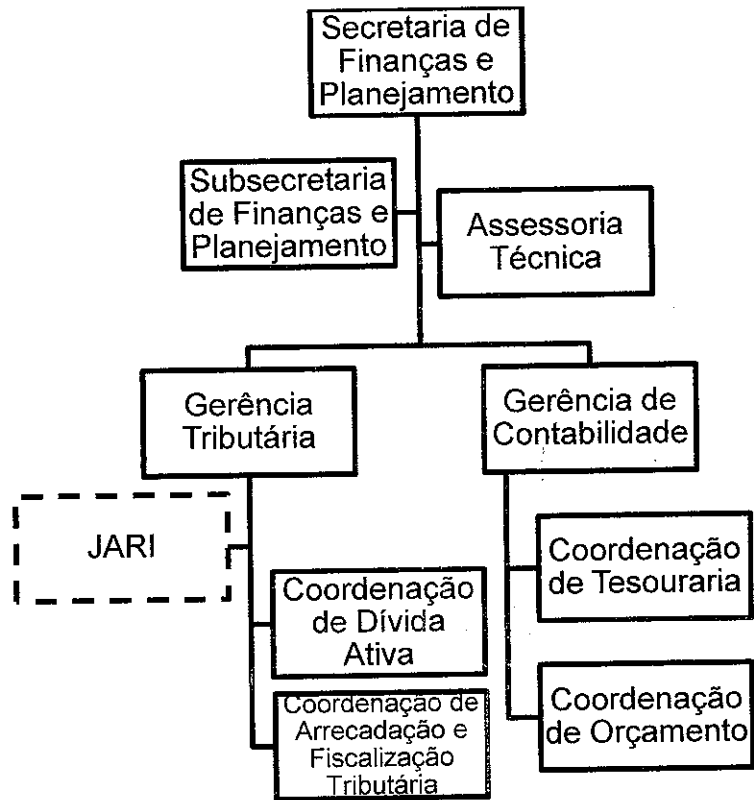 Secretaria de
Finanças e
Planejamento
Subsecretaria
de Finanças e
Planejamento
Assessoria
Técnica
Gerência
Tributária
Gerência de
Contabilidade
JARI
Coordenação
de Dívida
Ativa
Coordenação de
Arrecadação e
Fiscalização
Tributária
Coordenação
de Tesouraria
Coordenação
de Orçamento